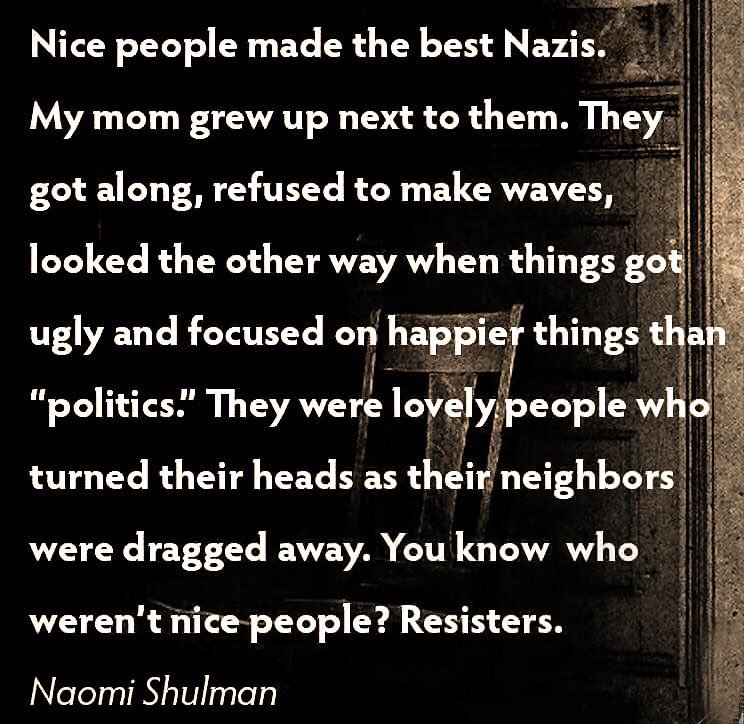 Nice people made the best Nazis.
My mom grew up next to them. They
got along, refused to make waves,
looked the other way when things got
ugly and focused on happier things than
"politics." They were lovely people who
turned their heads as their neighbors
were dragged away. You know who
weren't nice people? Resisters.
Naomi Shulman